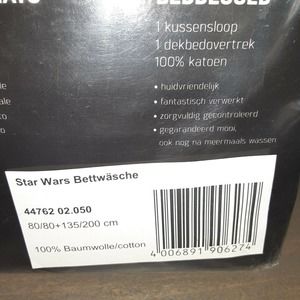 1 kussensloop
1 dekbedovertrek
100% katoen
huidvriendelijk
fantastisch verwerkt
zorgvuldig gecontroleerd
gegarandeerd mooi,
ook nog na meermaals wassen
Star Wars Bettwäsche
44762 02.050
80/80+135/200 cm
100% Baumwolle/cotton
4 006891 906274